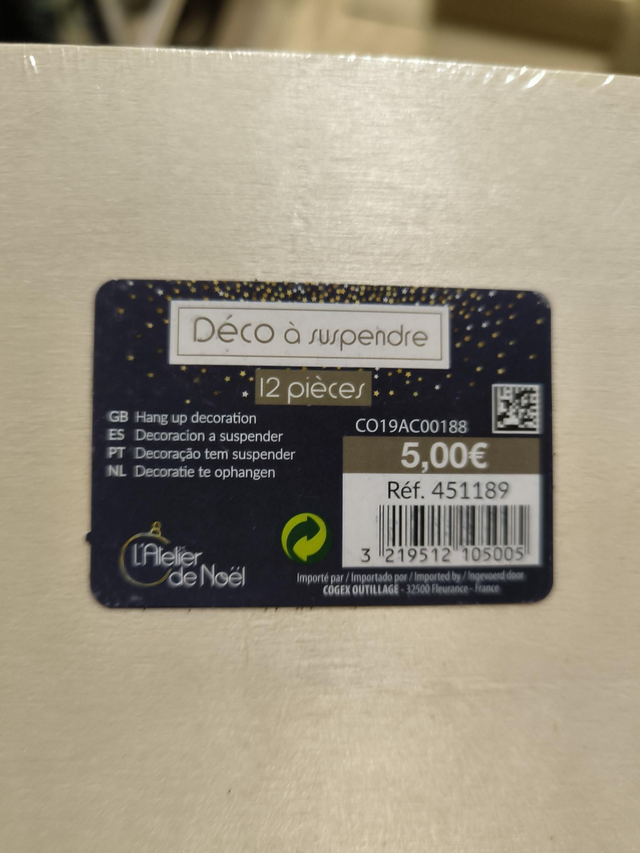 Déco à suspendre
12 pièces
GB Hang up decoration
ES Decoracion a suspender
PT Decoração tem suspender
NL Decoratie te ophangen
CO19AC00188
5,00€
Réf. 451189
3 219512 105005
L'Atelier
de Noël
Importé par / Importado por / Imported by / Ingevoerd door
COGEX OUTILLAGE - 32500 Fleurance - France